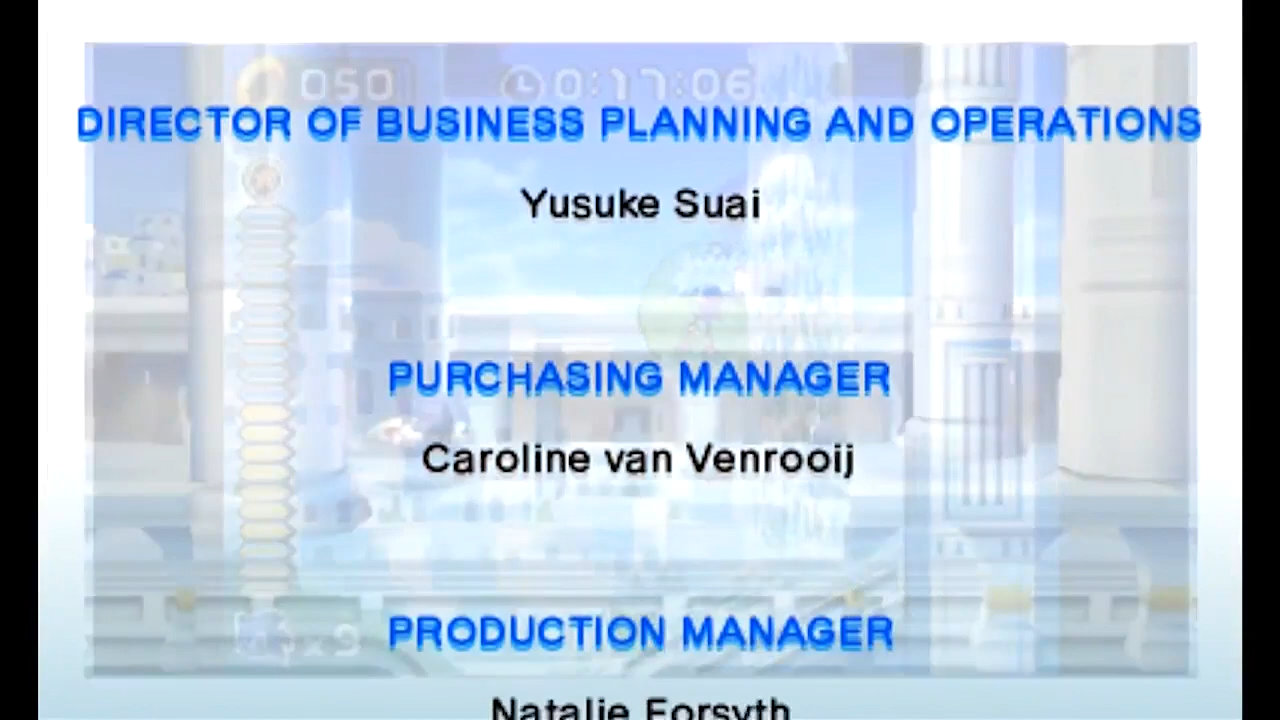 050 0:17:06
DIRECTOR OF BUSINESS PLANNING AND OPERATIONS
Yusuke Suai
PURCHASING MANAGER
Caroline van Venrooij
PRODUCTION MANAGER
x9
Natalie Forsyth